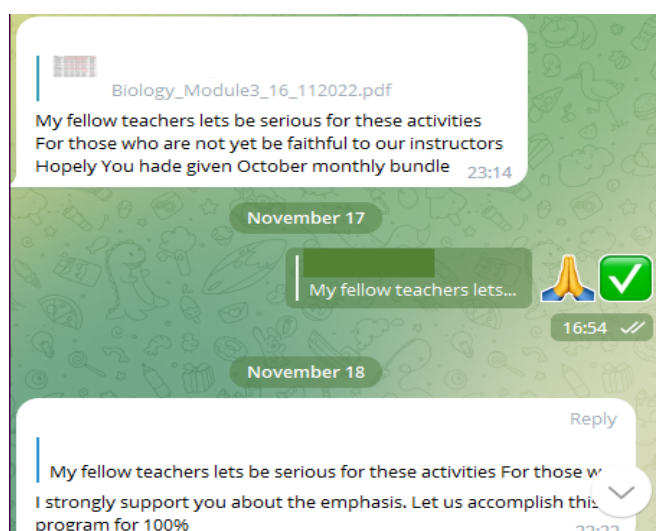 Biology_Module3_16_112022.pdf
My fellow teachers lets be serious for these activities
For those who are not yet be faithful to our instructors
Hopely You hade given October monthly bundle 23:14
November 17
My fellow teachers lets...
16:54
November 18
Reply
My fellow teachers lets be serious for these activities For those
I strongly support you about the emphasis. Let us accomplish this
program for 100%